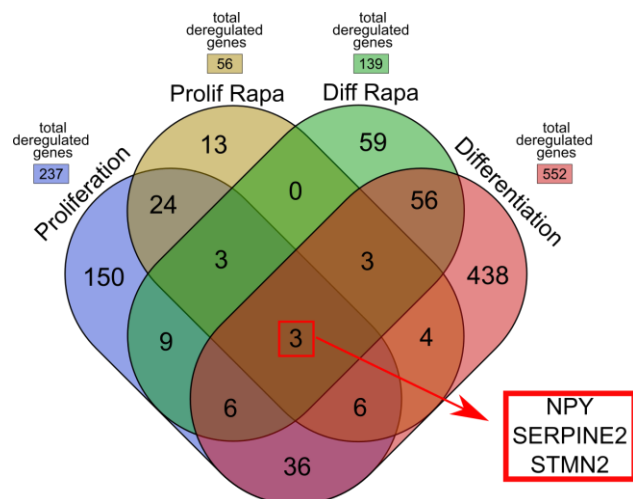 total
deregulated
genes
56
total
deregulated
genes
139
Prolif Rapa
Diff Rapa
total
deregulated
genes
237
total
deregulated
genes
552
Proliferation
Differentiation
13
59
24
0
56
150
3
3
438
9
3
4
6
6
36
NPY
SERPINE2
STMN2